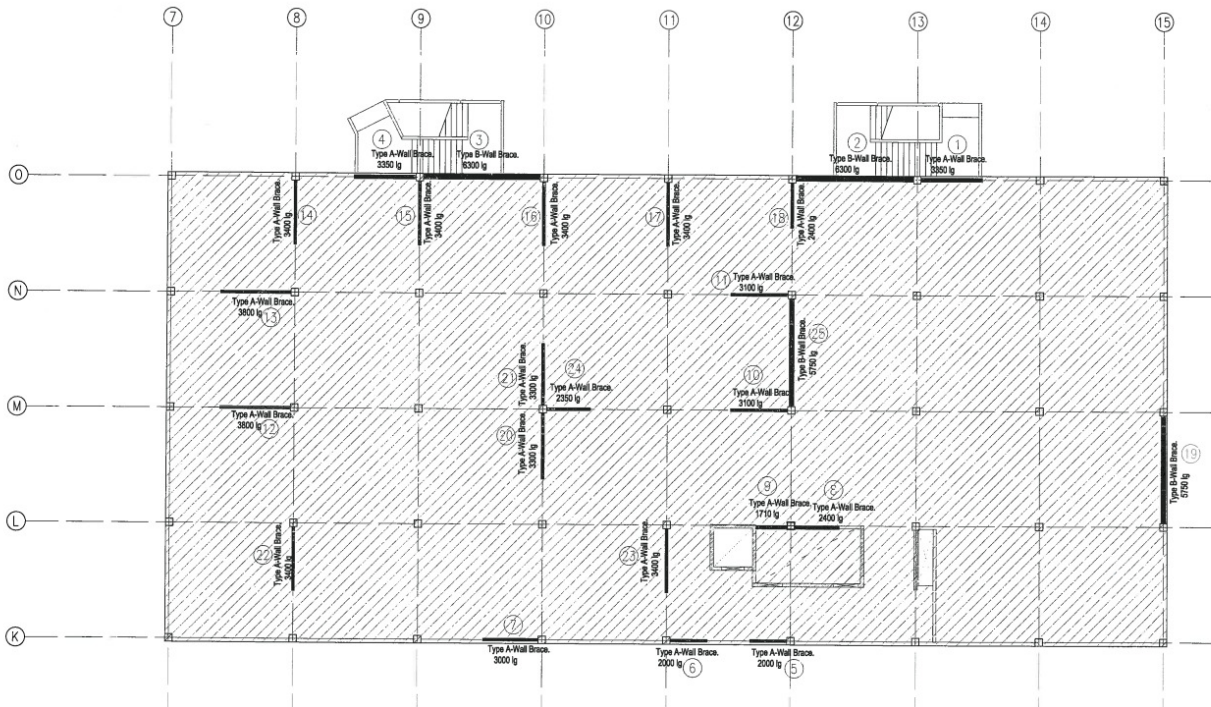 7 8 9 10 11 12 13 14 15
4
Type A-Wall Brace.
3350 lg
3
Type B-Wall Brace.
6300 lg
2
Type B-Wall Brace.
6300 lg
1
Type A-Wall Brace.
3350 lg
O
Type A-Wall Brace.
3400 lg
14
15
Type A-Wall Brace.
3400 lg
16
Type A-Wall Brace.
3400 lg
17
Type A-Wall Brace.
3400 lg
18
Type A-Wall Brace.
2400 lg
N
Type A-Wall Brace.
3800 lg
13
11
Type A-Wall Brace.
3100 lg
25
Type B-Wall Brace.
5750 lg
21
Type A-Wall Brace.
3300 lg
24
Type A-Wall Brace.
2350 lg
10
Type A-Wall Brace.
3100 lg
M
Type A-Wall Brace.
3800 lg
12
20
Type A-Wall Brace.
3300 lg
19
Type B-Wall Brace.
5750 lg
9
Type A-Wall Brace.
1710 lg
8
Type A-Wall Brace.
2400 lg
L
22
Type A-Wall Brace.
3400 lg
23
Type A-Wall Brace.
3400 lg
K
7
Type A-Wall Brace.
3000 lg
Type A-Wall Brace.
2000 lg
6
Type A-Wall Brace.
2000 lg
5